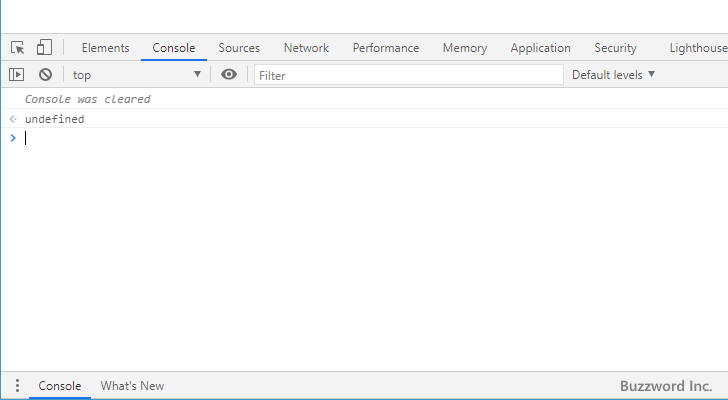 Elements Console Sources Network Performance Memory Application Security Lighthouse
top Filter Default levels
Console was cleared
undefined
Console What's New
Buzzword Inc.